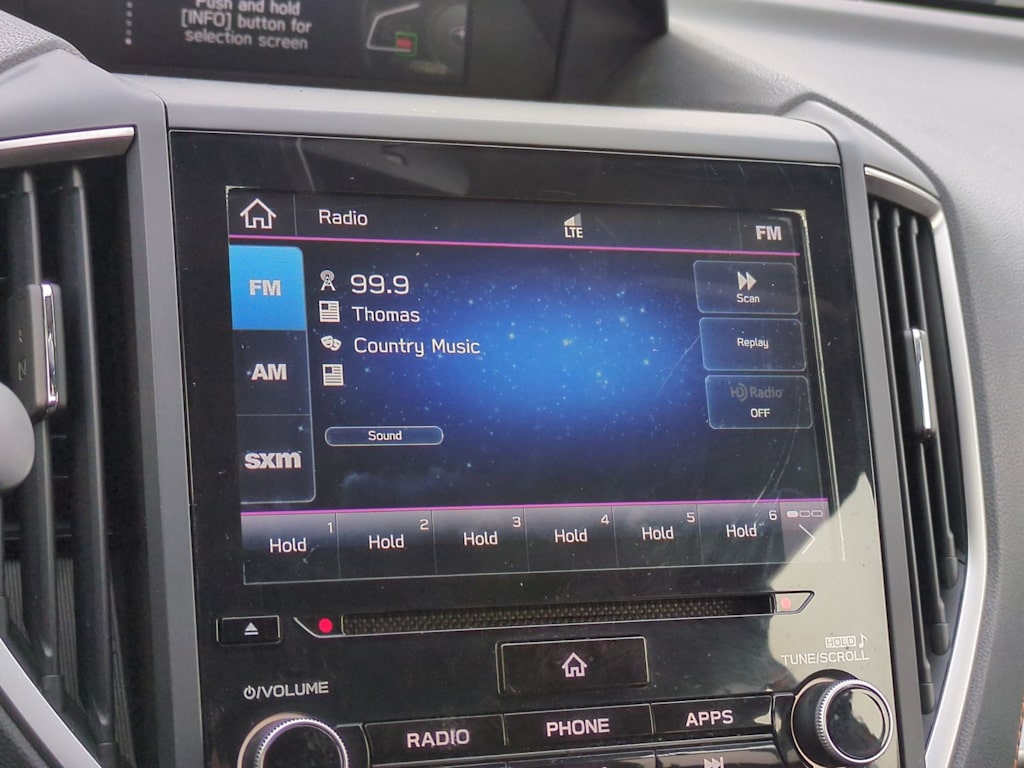 Push and hold
[INFO] button for
selection screen
Radio
LTE
FM
FM
99.9
Scan
Thomas
Replay
Country Music
AM
HD Radio
OFF
Sound
sxm
1
2
3
4
5
6
Hold
Hold
Hold
Hold
Hold
Hold
HOLD
TUNE/SCROLL
/VOLUME
RADIO
PHONE
APPS